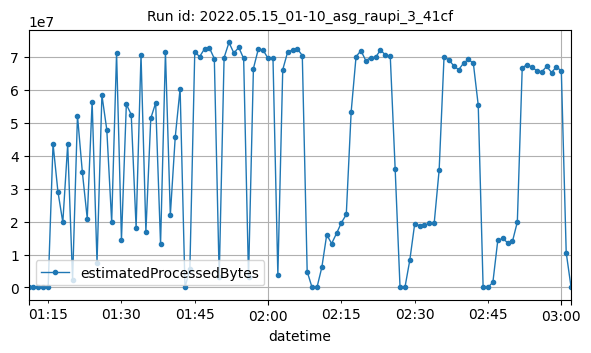 Run id: 2022.05.15_01-10_asg_raupi_3_41cf
1e7
7
6
5
4
3
2
1
0
estimatedProcessedBytes
01:15 01:30 01:45 02:00 02:15 02:30 02:45 03:00
datetime